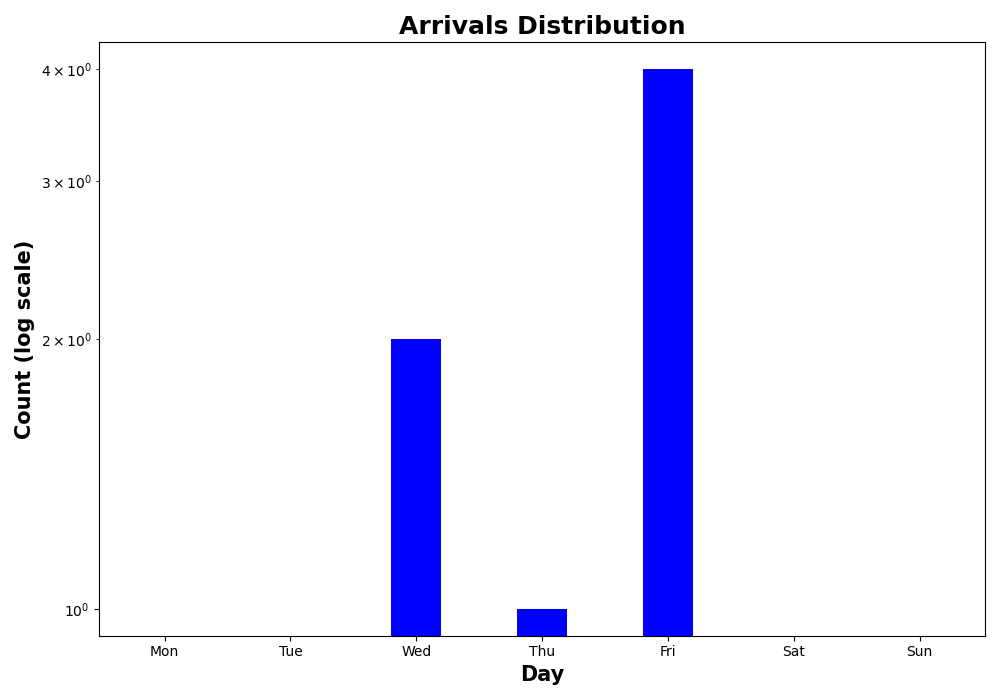 Arrivals Distribution
4 × 10⁰
3 × 10⁰
2 × 10⁰
10⁰
Count (log scale)
Mon Tue Wed Thu Fri Sat Sun
Day